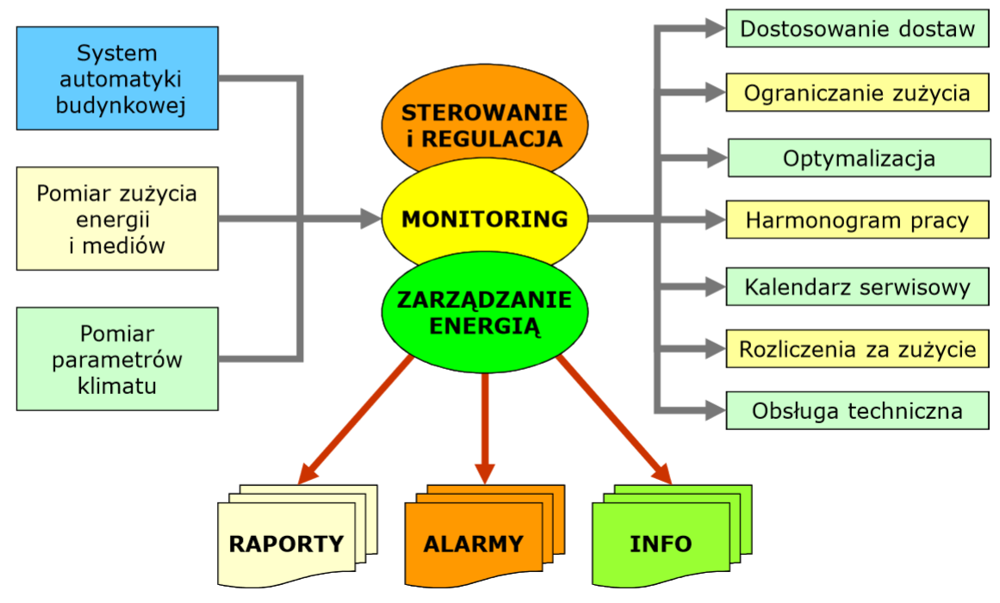 System
automatyki
budynkowej
Pomiar zużycia
energii
i mediów
Pomiar
parametrów
klimatu
STEROWANIE
i REGULACJA
MONITORING
ZARZĄDZANIE
ENERGIĄ
Dostosowanie dostaw
Ograniczanie zużycia
Optymalizacja
Harmonogram pracy
Kalendarz serwisowy
Rozliczenia za zużycie
Obsługa techniczna
RAPORTY
ALARMY
INFO